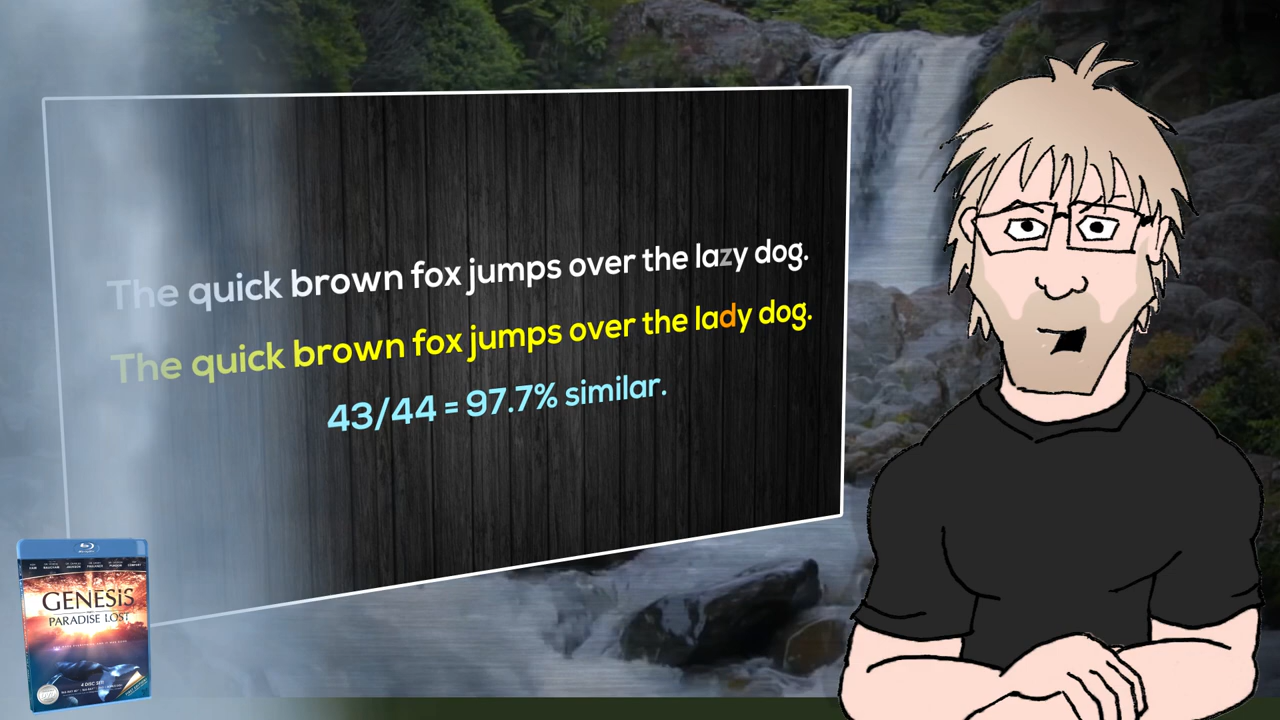 The quick brown fox jumps over the lazy dog.
The quick brown fox jumps over the lady dog.
43/44 = 97.7% similar.
GENESIS
PARADISE LOST